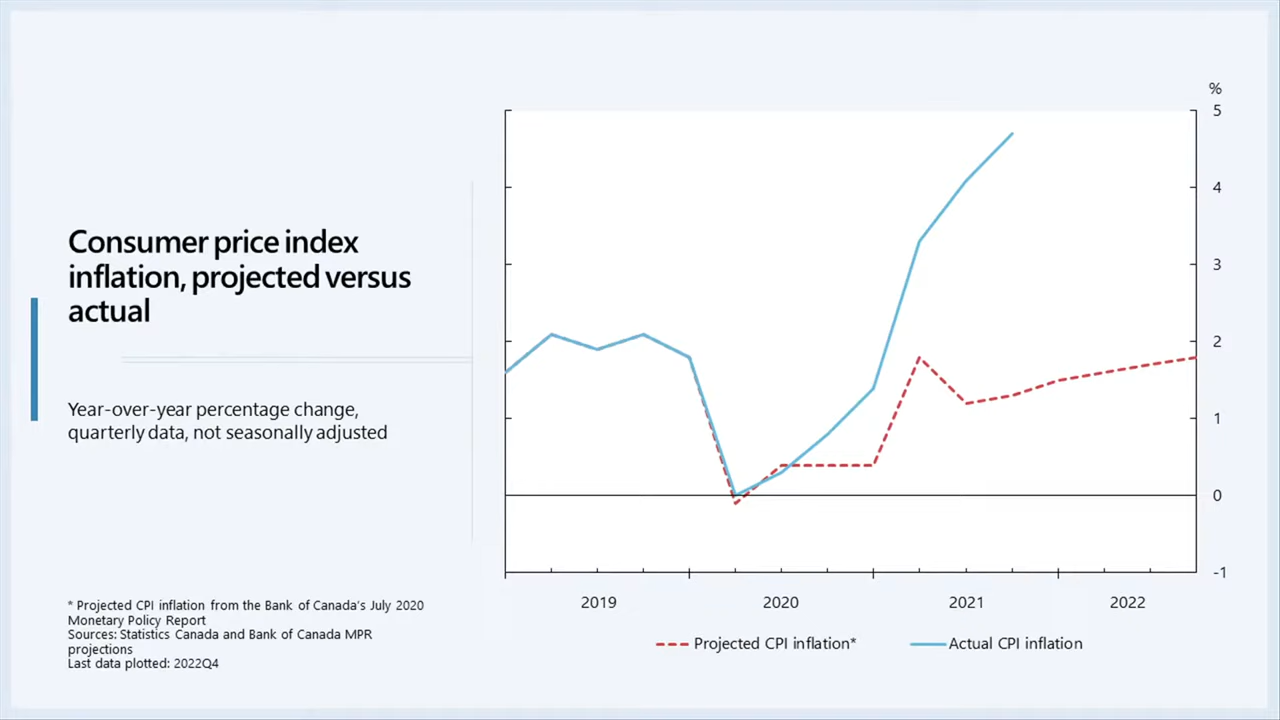 Consumer price index
inflation, projected versus
actual
Year-over-year percentage change,
quarterly data, not seasonally adjusted
* Projected CPI inflation from the Bank of Canada's July 2020
Monetary Policy Report
Sources: Statistics Canada and Bank of Canada MPR
projections
Last data plotted: 2022Q4
%
5
4
3
2
1
0
-1
2019 2020 2021 2022
Projected CPI inflation* Actual CPI inflation